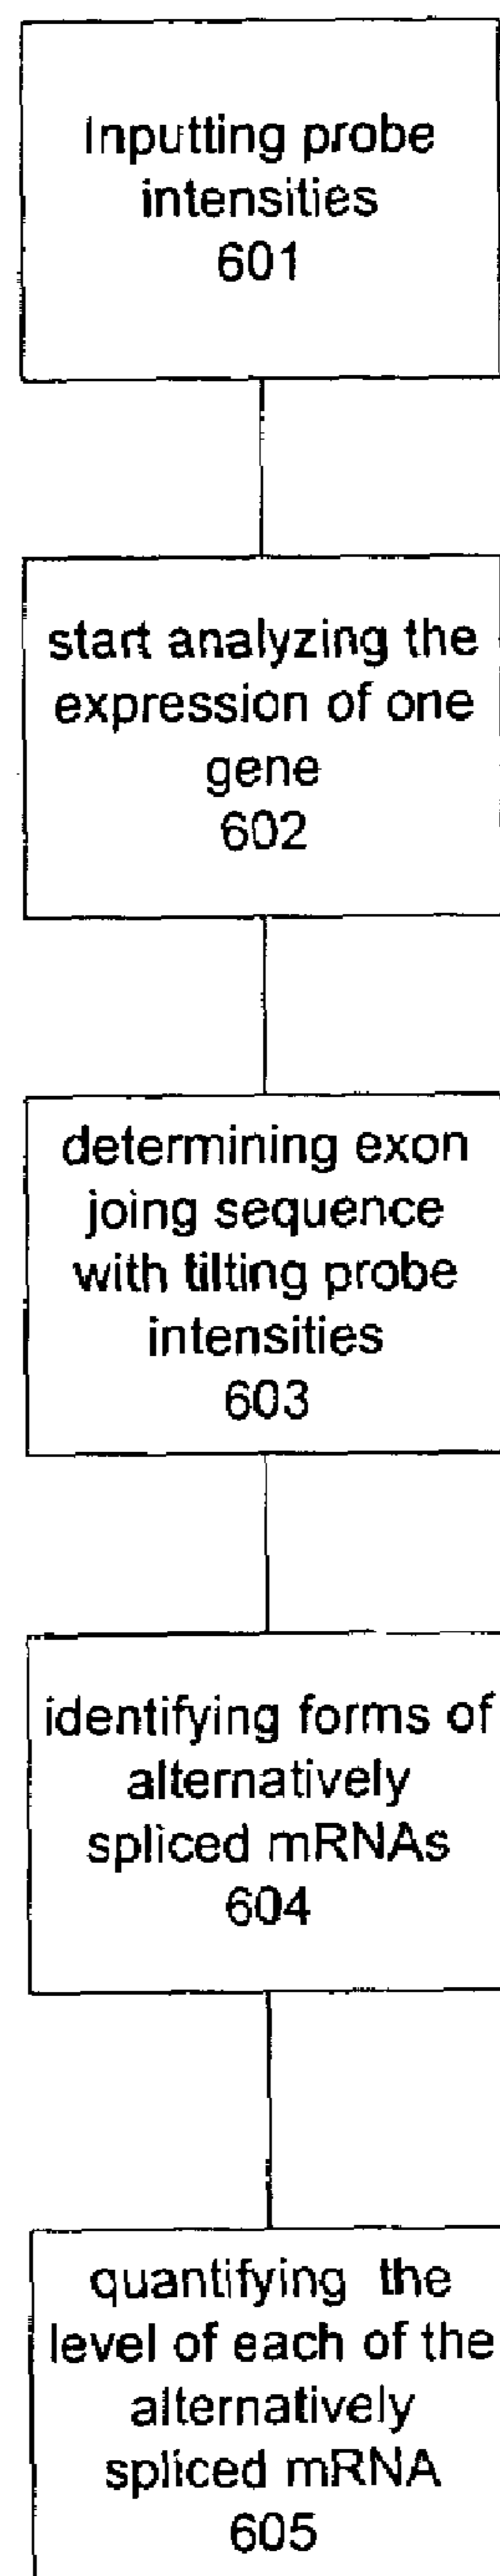 Inputting probe
intensities
601
start analyzing the
expression of one
gene
602
determining exon
joing sequence
with tilting probe
intensities
603
identifying forms of
alternatively
spliced mRNAs
604
quantifying the
level of each of the
alternatively
spliced mRNA
605